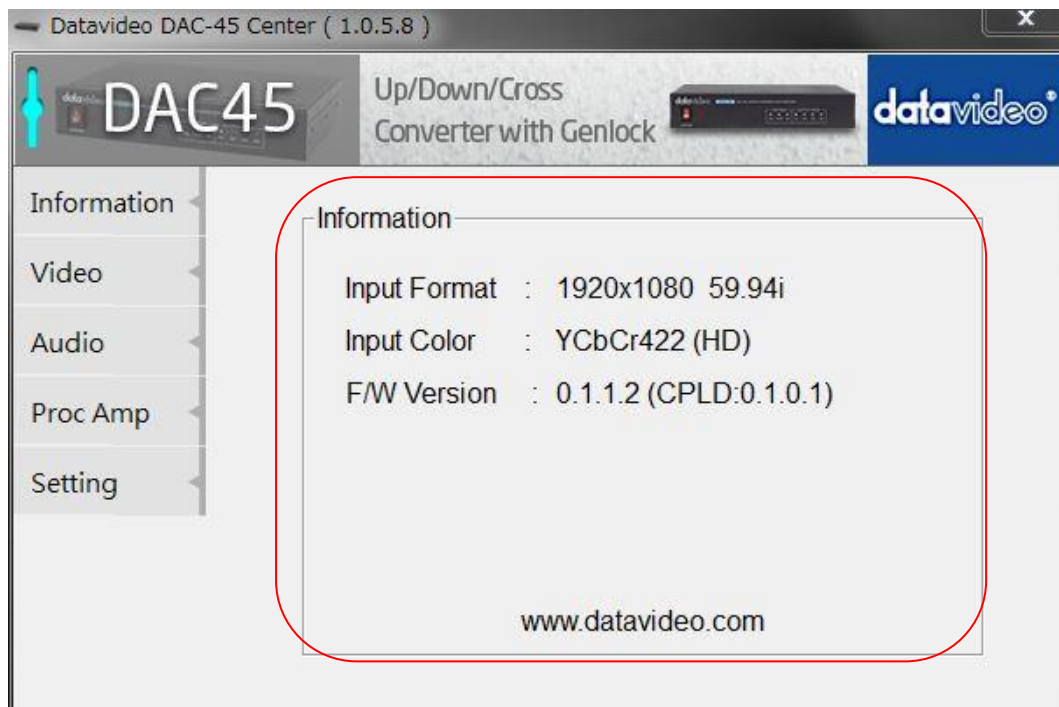 Datavideo DAC-45 Center ( 1.0.5.8 )
x
DAC45
Up/Down/Cross
Converter with Genlock
datavideo
Information
Video
Audio
Proc Amp
Setting
Information
Input Format : 1920x1080 59.94i
Input Color : YCbCr422 (HD)
F/W Version : 0.1.1.2 (CPLD:0.1.0.1)
www.datavideo.com